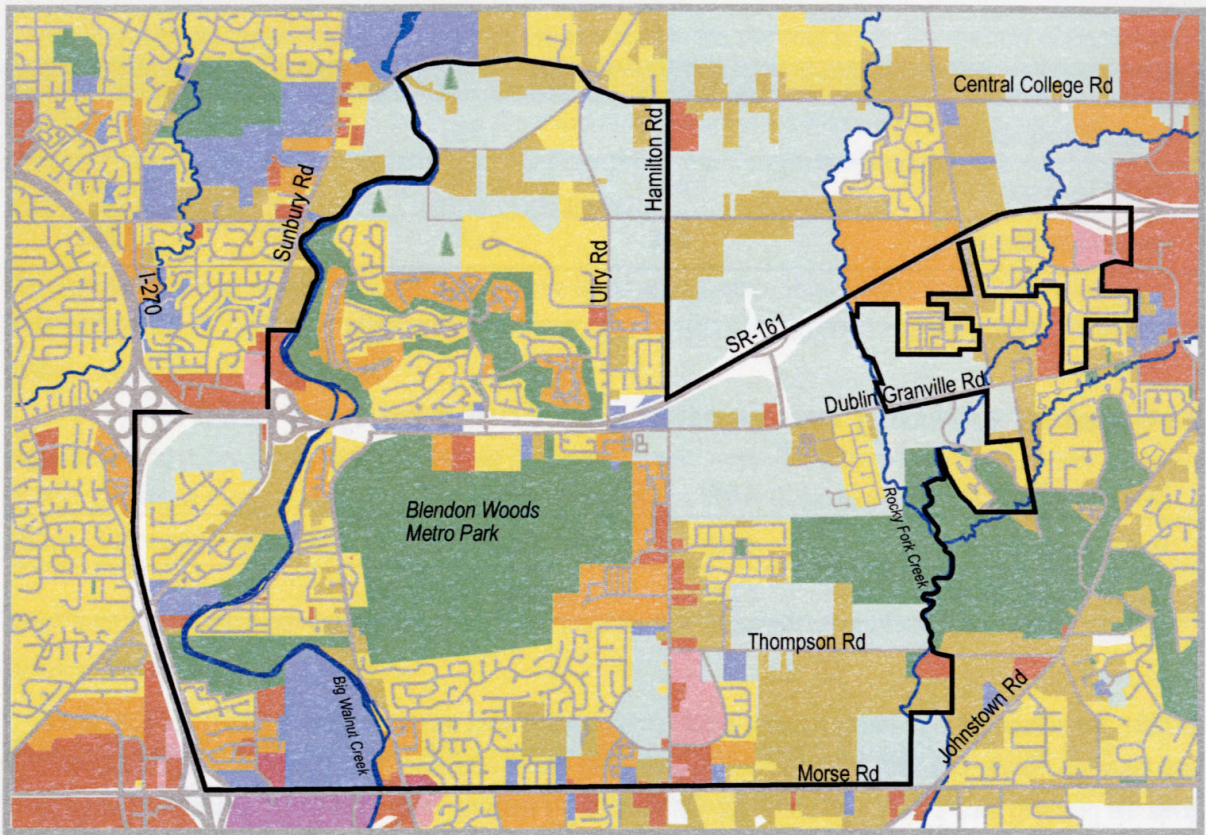 Central College Rd
Hamilton Rd
Sunbury Rd
Ulry Rd
I-270
SR-161
Dublin Granville Rd.
Blendon Woods
Metro Park
Rocky Fork Creek
Thompson Rd
Big Walnut Creek
Johnstown Rd
Morse Rd